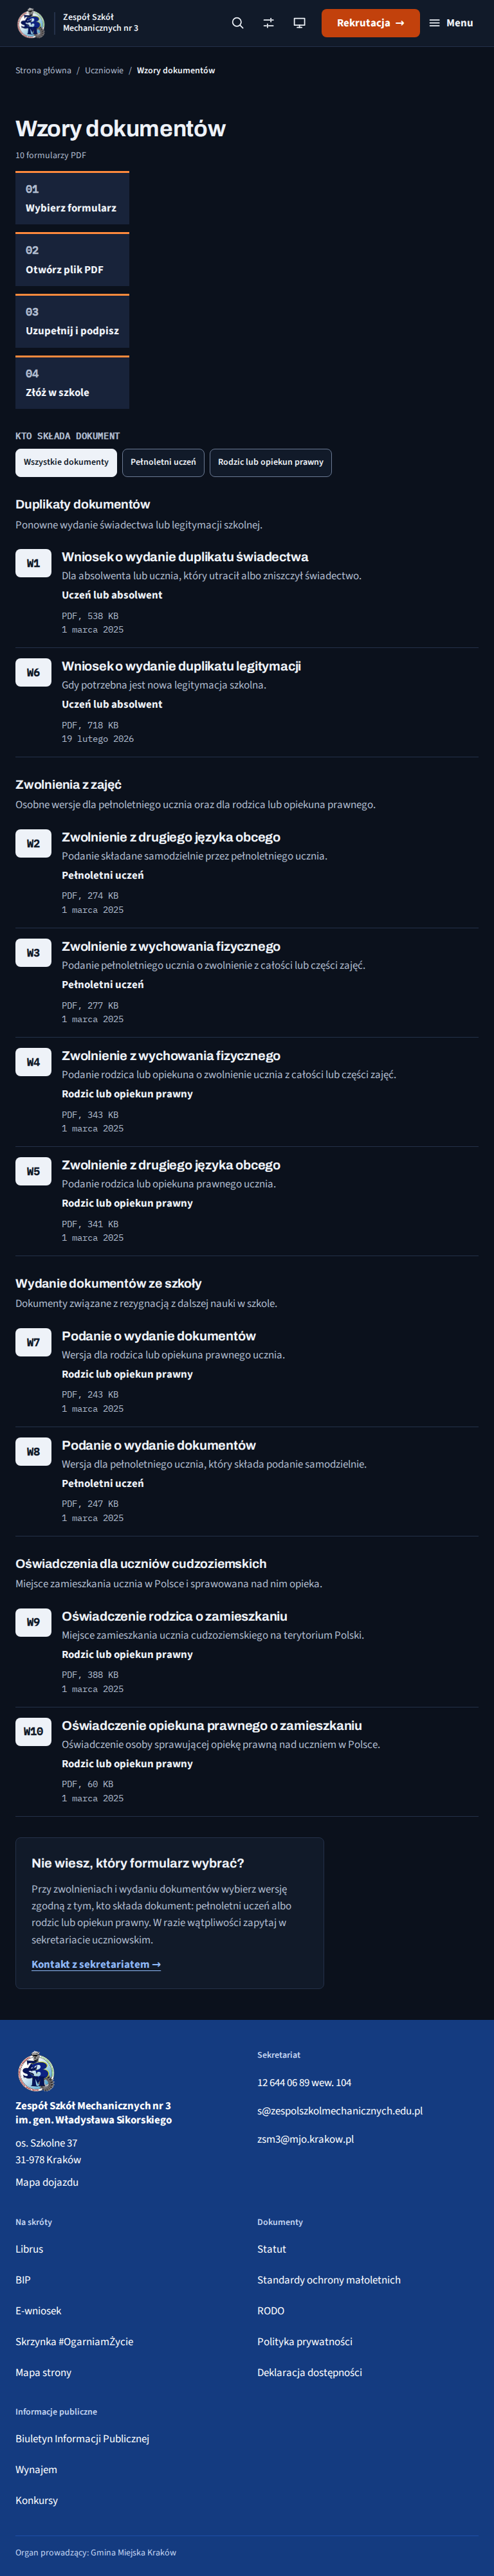 Zespół Szkół
Mechanicznych nr 3
Rekrutacja →
Menu
Strona główna / Uczniowie / Wzory dokumentów
Wzory dokumentów
10 formularzy PDF
01
Wybierz formularz
02
Otwórz plik PDF
03
Uzupełnij i podpisz
04
Złóż w szkole
KTO SKŁADA DOKUMENT
Wszystkie dokumenty
Pełnoletni uczeń
Rodzic lub opiekun prawny
Duplikaty dokumentów
Ponowne wydanie świadectwa lub legitymacji szkolnej.
W1
Wniosek o wydanie duplikatu świadectwa
Dla absolwenta lub ucznia, który utracił albo zniszczył świadectwo.
Uczeń lub absolwent
PDF, 538 KB
1 marca 2025
W6
Wniosek o wydanie duplikatu legitymacji
Gdy potrzebna jest nowa legitymacja szkolna.
Uczeń lub absolwent
PDF, 718 KB
19 lutego 2026
Zwolnienia z zajęć
Osobne wersje dla pełnoletniego ucznia oraz dla rodzica lub opiekuna prawnego.
W2
Zwolnienie z drugiego języka obcego
Podanie składane samodzielnie przez pełnoletniego ucznia.
Pełnoletni uczeń
PDF, 274 KB
1 marca 2025
W3
Zwolnienie z wychowania fizycznego
Podanie pełnoletniego ucznia o zwolnienie z całości lub części zajęć.
Pełnoletni uczeń
PDF, 277 KB
1 marca 2025
W4
Zwolnienie z wychowania fizycznego
Podanie rodzica lub opiekuna o zwolnienie ucznia z całości lub części zajęć.
Rodzic lub opiekun prawny
PDF, 343 KB
1 marca 2025
W5
Zwolnienie z drugiego języka obcego
Podanie rodzica lub opiekuna prawnego ucznia.
Rodzic lub opiekun prawny
PDF, 341 KB
1 marca 2025
Wydanie dokumentów ze szkoły
Dokumenty związane z rezygnacją z dalszej nauki w szkole.
W7
Podanie o wydanie dokumentów
Wersja dla rodzica lub opiekuna prawnego ucznia.
Rodzic lub opiekun prawny
PDF, 243 KB
1 marca 2025
W8
Podanie o wydanie dokumentów
Wersja dla pełnoletniego ucznia, który składa podanie samodzielnie.
Pełnoletni uczeń
PDF, 247 KB
1 marca 2025
Oświadczenia dla uczniów cudzoziemskich
Miejsce zamieszkania ucznia w Polsce i sprawowana nad nim opieka.
W9
Oświadczenie rodzica o zamieszkaniu
Miejsce zamieszkania ucznia cudzoziemskiego na terytorium Polski.
Rodzic lub opiekun prawny
PDF, 388 KB
1 marca 2025
W10
Oświadczenie opiekuna prawnego o zamieszkaniu
Oświadczenie osoby sprawującej opiekę prawną nad uczniem w Polsce.
Rodzic lub opiekun prawny
PDF, 60 KB
1 marca 2025
Nie wiesz, który formularz wybrać?
Przy zwolnieniach i wydaniu dokumentów wybierz wersję
zgodną z tym, kto składa dokument: pełnoletni uczeń albo
rodzic lub opiekun prawny. W razie wątpliwości zapytaj w
sekretariacie uczniowskim.
Kontakt z sekretariatem →
Zespół Szkół Mechanicznych nr 3
im. gen. Władysława Sikorskiego
os. Szkolne 37
31-978 Kraków
Mapa dojazdu
Sekretariat
12 644 06 89 wew. 104
s@zespolszkolmechanicznych.edu.pl
zsm3@mjo.krakow.pl
Na skróty
Librus
BIP
E-wniosek
Skrzynka #OgarniamŻycie
Mapa strony
Dokumenty
Statut
Standardy ochrony małoletnich
RODO
Polityka prywatności
Deklaracja dostępności
Informacje publiczne
Biuletyn Informacji Publicznej
Wynajem
Konkursy
Organ prowadzący: Gmina Miejska Kraków